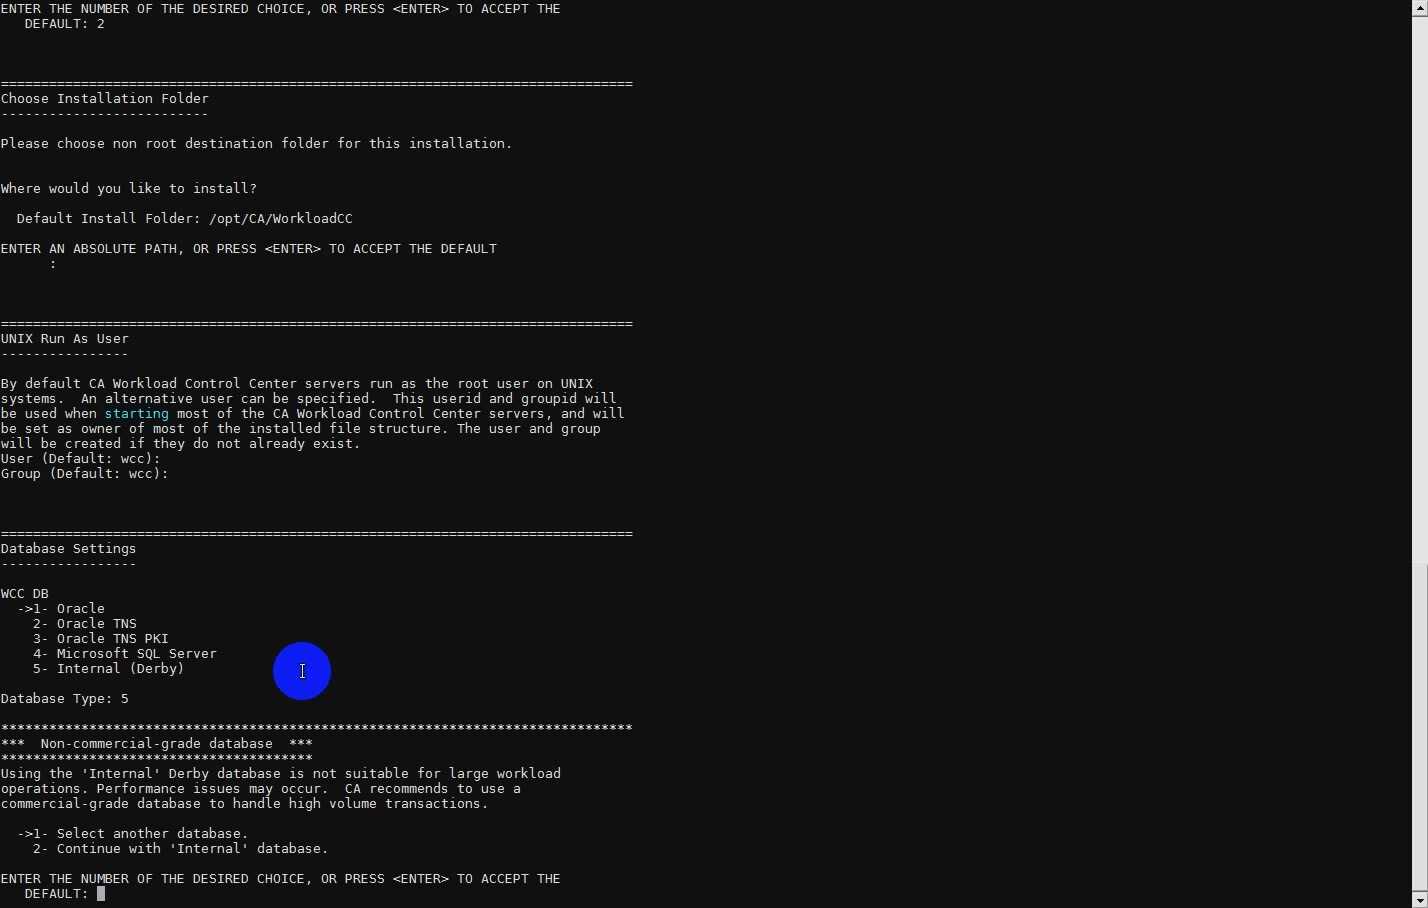 ENTER THE NUMBER OF THE DESIRED CHOICE, OR PRESS <ENTER> TO ACCEPT THE
   DEFAULT: 2
===============================================================================
Choose Installation Folder
--------------------------
Please choose non root destination folder for this installation.
Where would you like to install?
  Default Install Folder: /opt/CA/WorkloadCC
ENTER AN ABSOLUTE PATH, OR PRESS <ENTER> TO ACCEPT THE DEFAULT
      :
===============================================================================
UNIX Run As User
----------------
By default CA Workload Control Center servers run as the root user on UNIX
systems.  An alternative user can be specified.  This userid and groupid will
be used when starting most of the CA Workload Control Center servers, and will
be set as owner of most of the installed file structure. The user and group
will be created if they do not already exist.
User (Default: wcc):
Group (Default: wcc):
===============================================================================
Database Settings
-----------------
WCC DB
  ->1- Oracle
    2- Oracle TNS
    3- Oracle TNS PKI
    4- Microsoft SQL Server
    5- Internal (Derby)
Database Type: 5
*******************************************************************************
***  Non-commercial-grade database  ***
***************************************
Using the 'Internal' Derby database is not suitable for large workload
operations. Performance issues may occur.  CA recommends to use a
commercial-grade database to handle high volume transactions.
  ->1- Select another database.
    2- Continue with 'Internal' database.
ENTER THE NUMBER OF THE DESIRED CHOICE, OR PRESS <ENTER> TO ACCEPT THE
   DEFAULT: